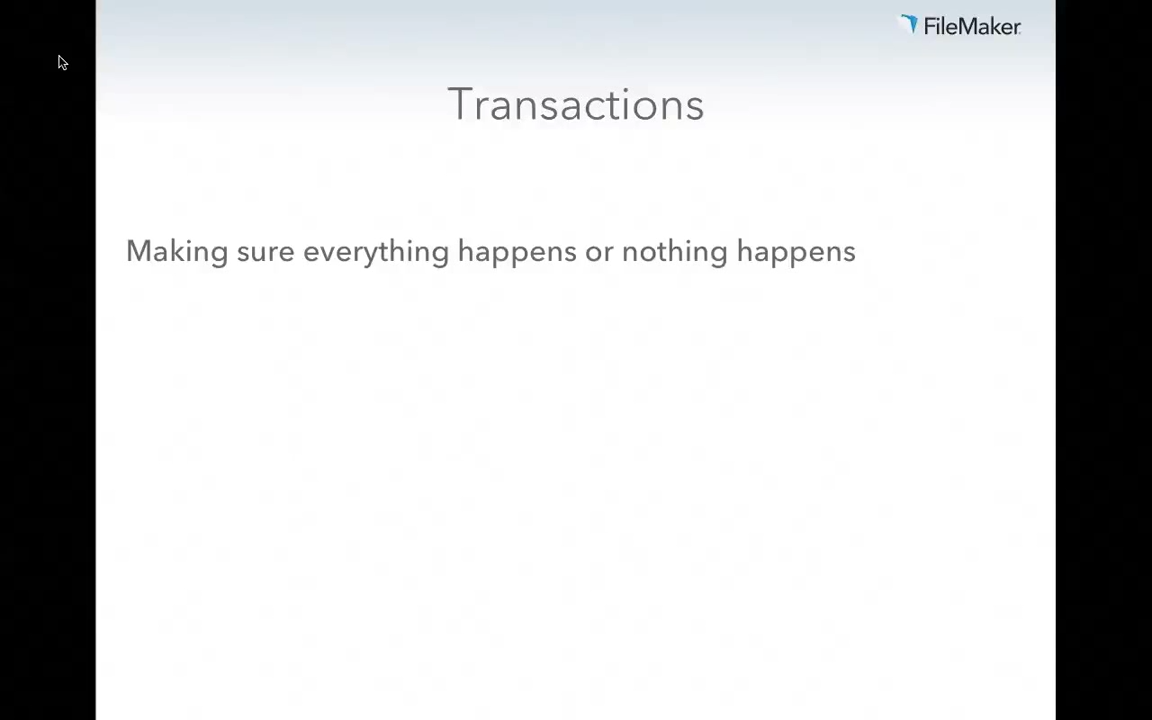 FileMaker
Transactions
Making sure everything happens or nothing happens